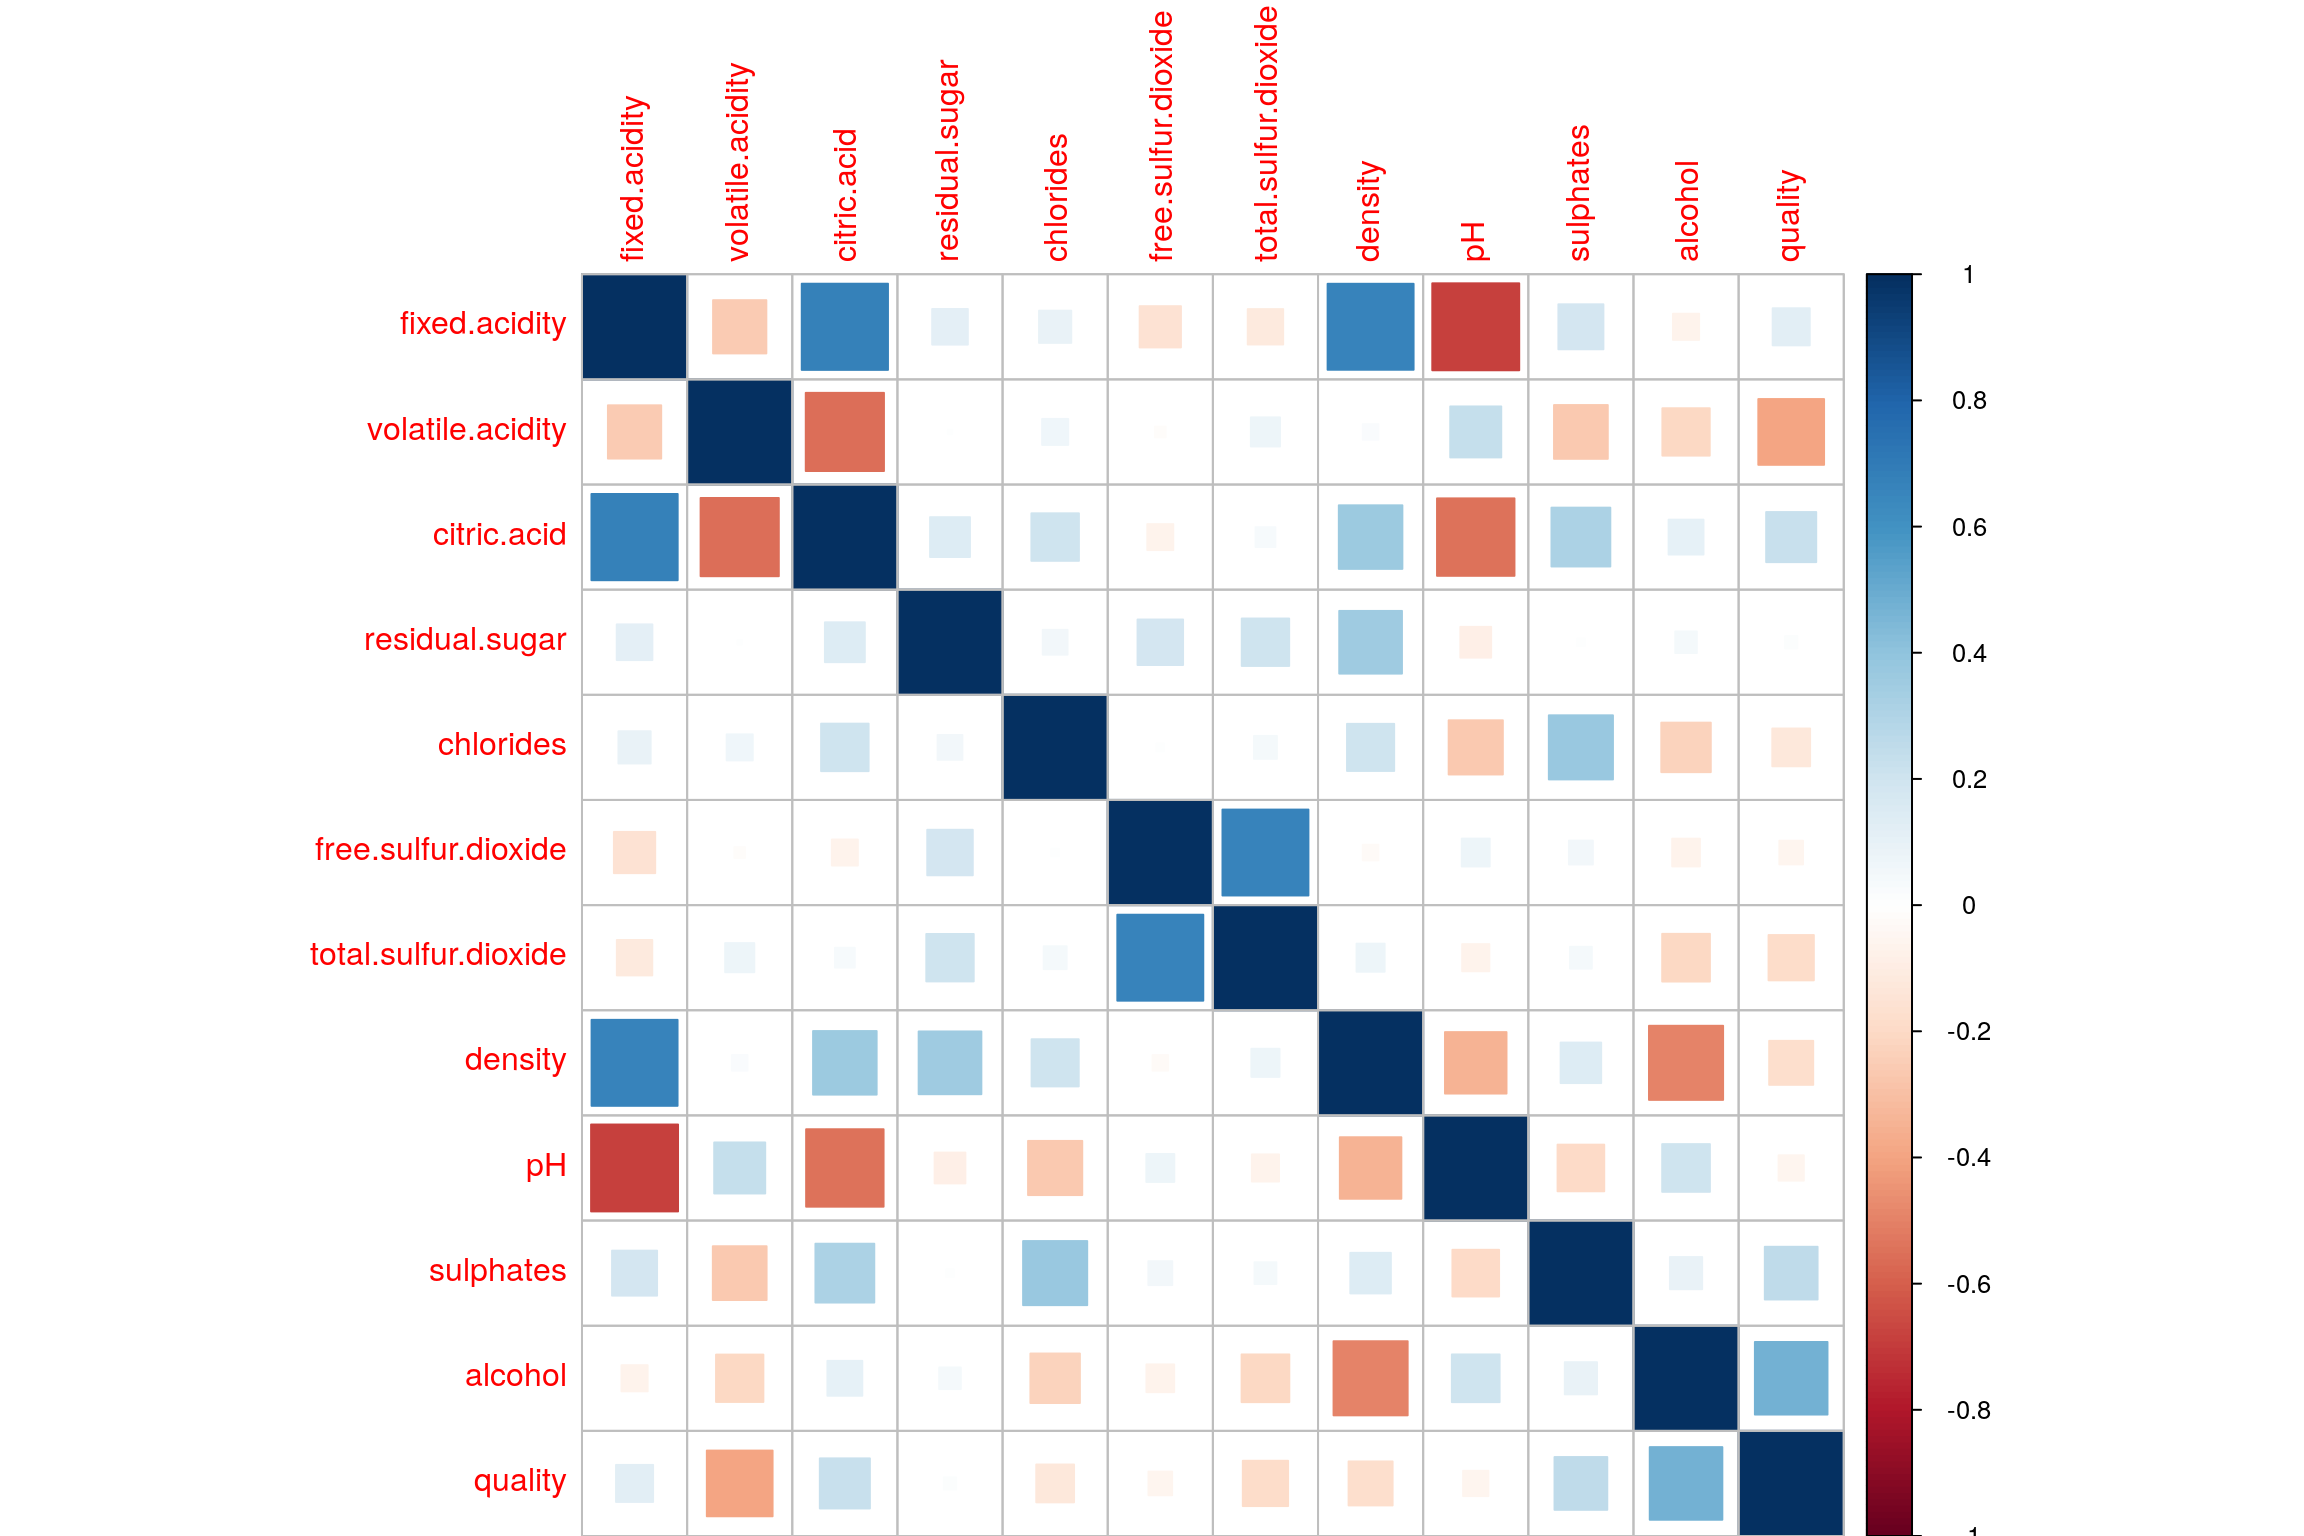 fixed.acidity
volatile.acidity
citric.acid
residual.sugar
chlorides
free.sulfur.dioxide
total.sulfur.dioxide
density
pH
sulphates
alcohol
quality
fixed.acidity
volatile.acidity
citric.acid
residual.sugar
chlorides
free.sulfur.dioxide
total.sulfur.dioxide
density
pH
sulphates
alcohol
quality
1
0.8
0.6
0.4
0.2
0
-0.2
-0.4
-0.6
-0.8